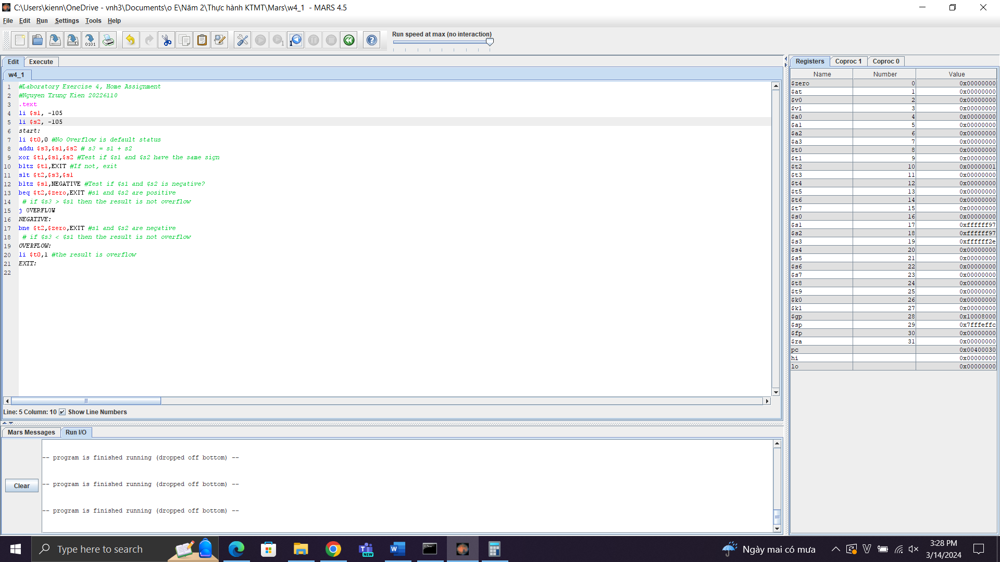 C:\Users\kienn\OneDrive - vnh3\Documents\o E\Năm 2\Thực hành KTMT\Mars\w4_1 - MARS 4.5
File Edit Run Settings Tools Help
Run speed at max (no interaction)
Edit Execute
w4_1
1 #Laboratory Exercise 4, Home Assignment
2 #Nguyen Trung Kien 20226110
3 .text
4 li $s1, -105
5 li $s2, -105
6 start:
7 li $t0,0 #No Overflow is default status
8 addu $s3,$s1,$s2 # s3 = s1 + s2
9 xor $t1,$s1,$s2 #Test if $s1 and $s2 have the same sign
10 bltz $t1,EXIT #If not, exit
11 slt $t2,$s3,$s1
12 bltz $s1,NEGATIVE #Test if $s1 and $s2 is negative?
13 beq $t2,$zero,EXIT #s1 and $s2 are positive
14 # if $s3 > $s1 then the result is not overflow
15 j OVERFLOW
16 NEGATIVE:
17 bne $t2,$zero,EXIT #s1 and $s2 are negative
18 # if $s3 < $s1 then the result is not overflow
19 OVERFLOW:
20 li $t0,1 #the result is overflow
21 EXIT:
22
Line: 5 Column: 10 Show Line Numbers
Mars Messages Run I/O
Clear
-- program is finished running (dropped off bottom) --
-- program is finished running (dropped off bottom) --
-- program is finished running (dropped off bottom) --
Registers Coproc 1 Coproc 0
Name Number Value
$zero 0 0x00000000
$at 1 0x00000000
$v0 2 0x00000000
$v1 3 0x00000000
$a0 4 0x00000000
$a1 5 0x00000000
$a2 6 0x00000000
$a3 7 0x00000000
$t0 8 0x00000000
$t1 9 0x00000000
$t2 10 0x00000001
$t3 11 0x00000000
$t4 12 0x00000000
$t5 13 0x00000000
$t6 14 0x00000000
$t7 15 0x00000000
$s0 16 0x00000000
$s1 17 0xffffff97
$s2 18 0xffffff97
$s3 19 0xffffff2e
$s4 20 0x00000000
$s5 21 0x00000000
$s6 22 0x00000000
$s7 23 0x00000000
$t8 24 0x00000000
$t9 25 0x00000000
$k0 26 0x00000000
$k1 27 0x00000000
$gp 28 0x10008000
$sp 29 0x7fffeffc
$fp 30 0x00000000
$ra 31 0x00000000
pc 0x00400030
hi 0x00000000
lo 0x00000000
Type here to search
NEW
Ngày mai có mưa
3:28 PM
3/14/2024